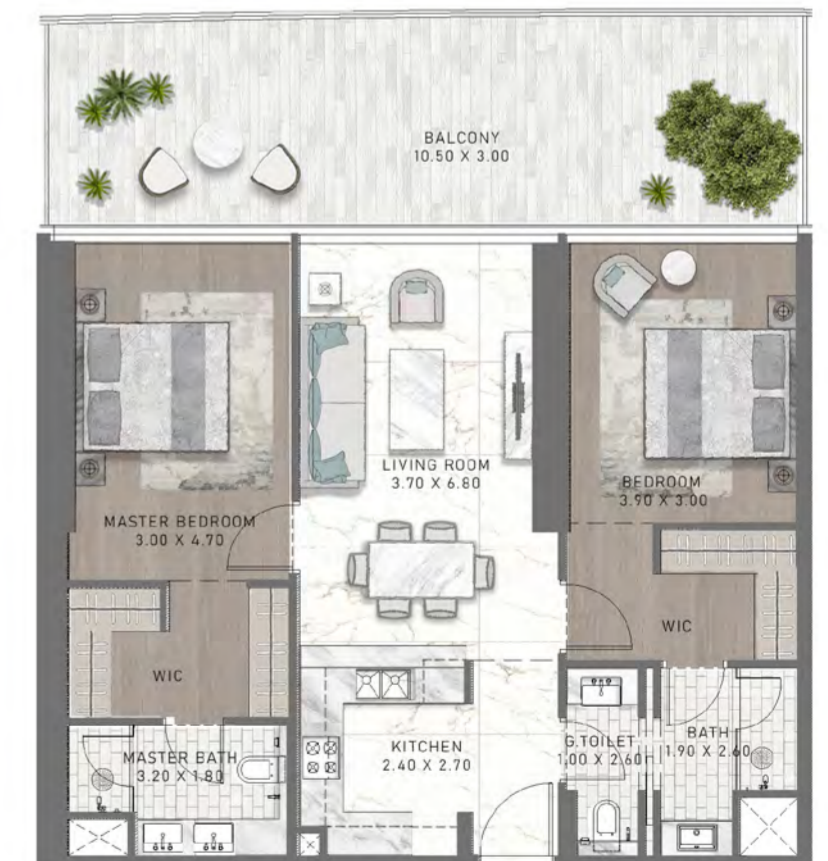 BALCONY
10.50 X 3.00
LIVING ROOM
3.70 X 6.80
BEDROOM
3.90 X 3.00
MASTER BEDROOM
3.00 X 4.70
WIC
WIC
KITCHEN
2.40 X 2.70
G.TOILET
1.00 X 2.60
BATH
1.90 X 2.60
MASTER BATH
3.20 X 1.80